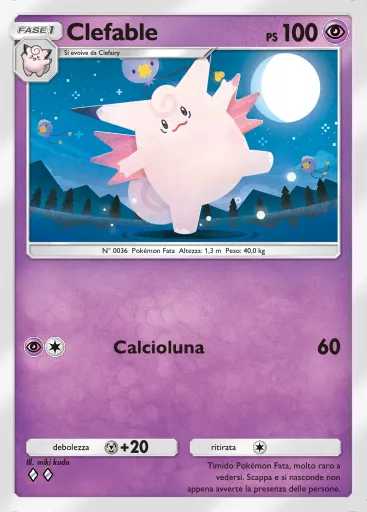 FASE 1
Clefable
PS 100
Si evolve da Clefairy
N° 0036 Pokémon Fata Altezza: 1,3 m Peso: 40,0 kg
Calcioluna 60
debolezza +20 ritirata
Ill. miki kudo
Timido Pokémon Fata, molto raro a
vedersi. Scappa e si nasconde non
appena avverte la presenza delle persone.